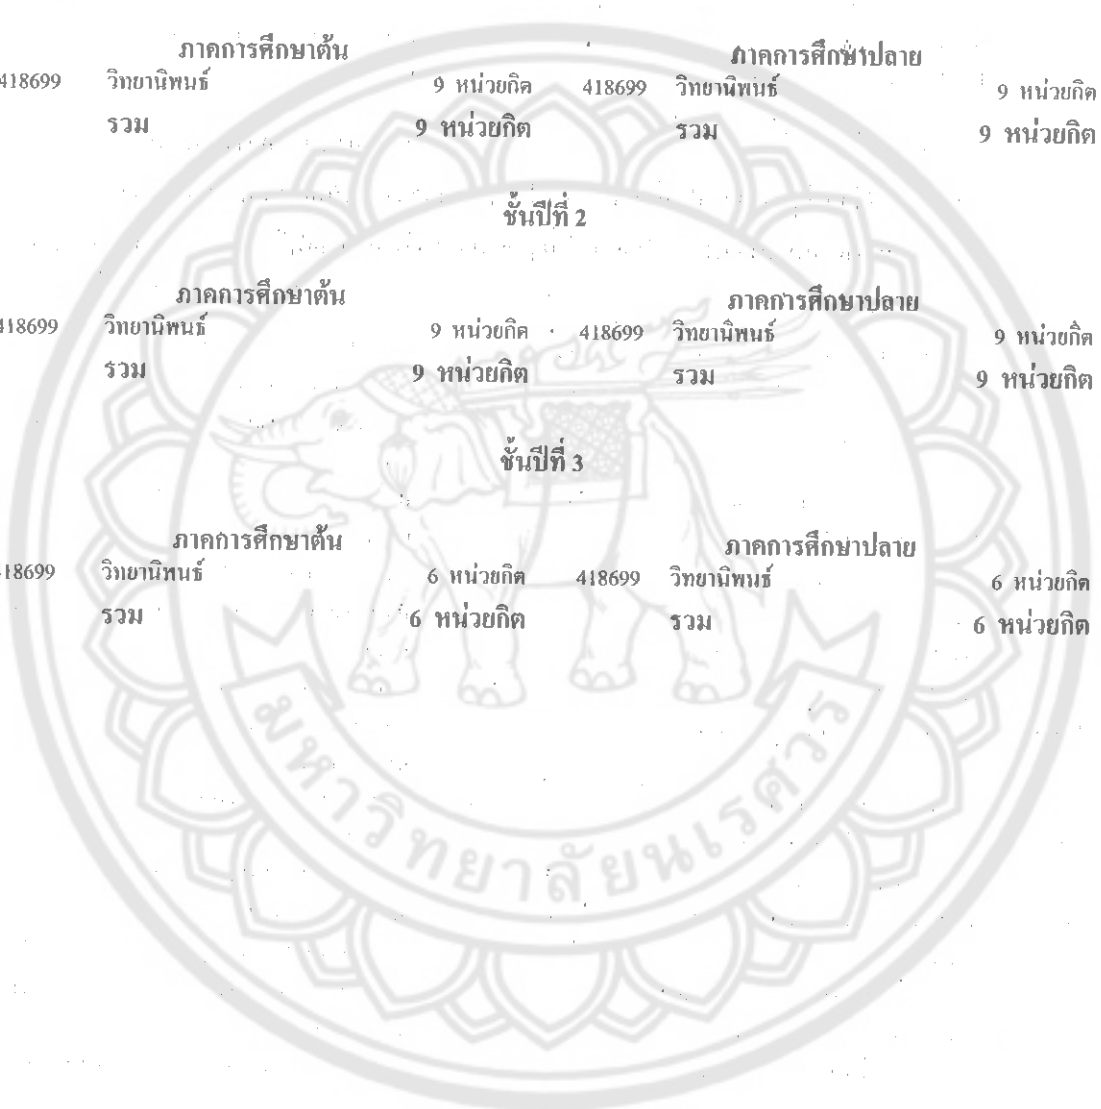 ภาคการศึกษาต้น ภาคการศึกษาปลาย
418699 วิทยานิพนธ์ 9 หน่วยกิต 418699 วิทยานิพนธ์ 9 หน่วยกิต
รวม 9 หน่วยกิต รวม 9 หน่วยกิต
ชั้นปีที่ 2
ภาคการศึกษาต้น ภาคการศึกษาปลาย
418699 วิทยานิพนธ์ 9 หน่วยกิต 418699 วิทยานิพนธ์ 9 หน่วยกิต
รวม 9 หน่วยกิต รวม 9 หน่วยกิต
ชั้นปีที่ 3
ภาคการศึกษาต้น ภาคการศึกษาปลาย
418699 วิทยานิพนธ์ 6 หน่วยกิต 418699 วิทยานิพนธ์ 6 หน่วยกิต
รวม 6 หน่วยกิต รวม 6 หน่วยกิต
มหาวิทยาลัยนเรศวร